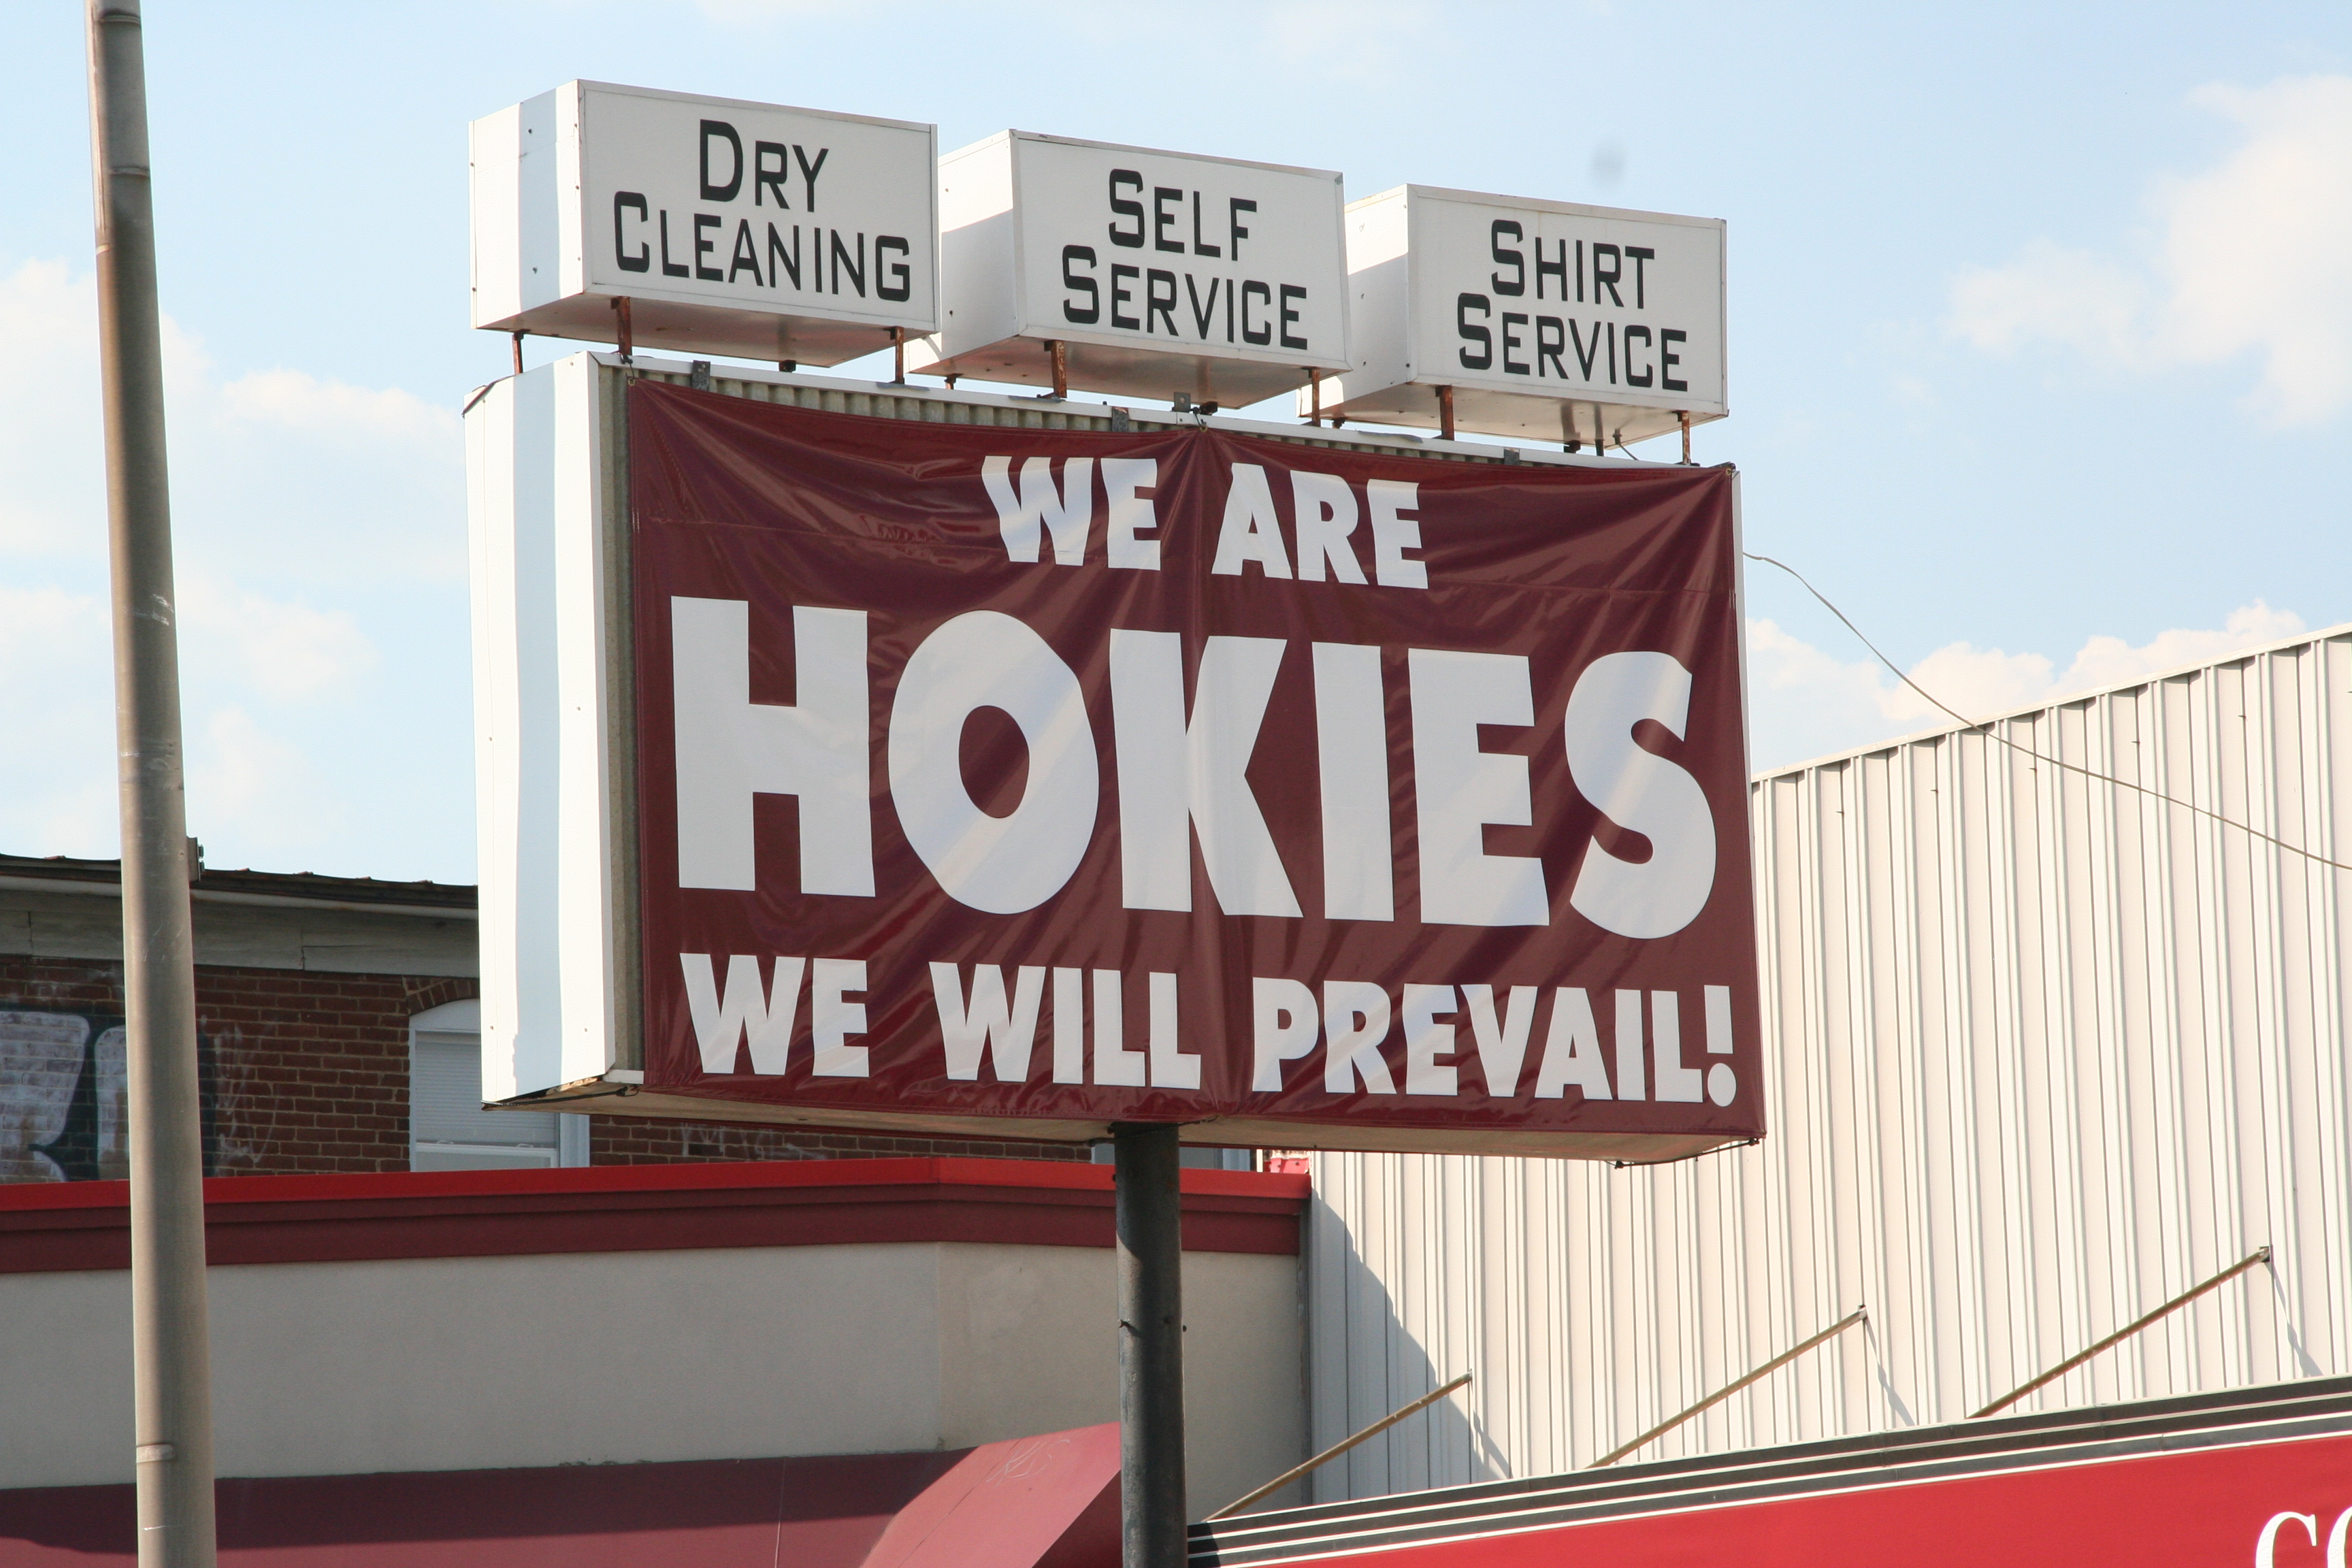 DRY
CLEANING
SELF
SERVICE
SHIRT
SERVICE
WE ARE
HOKIES
WE WILL PREVAIL!